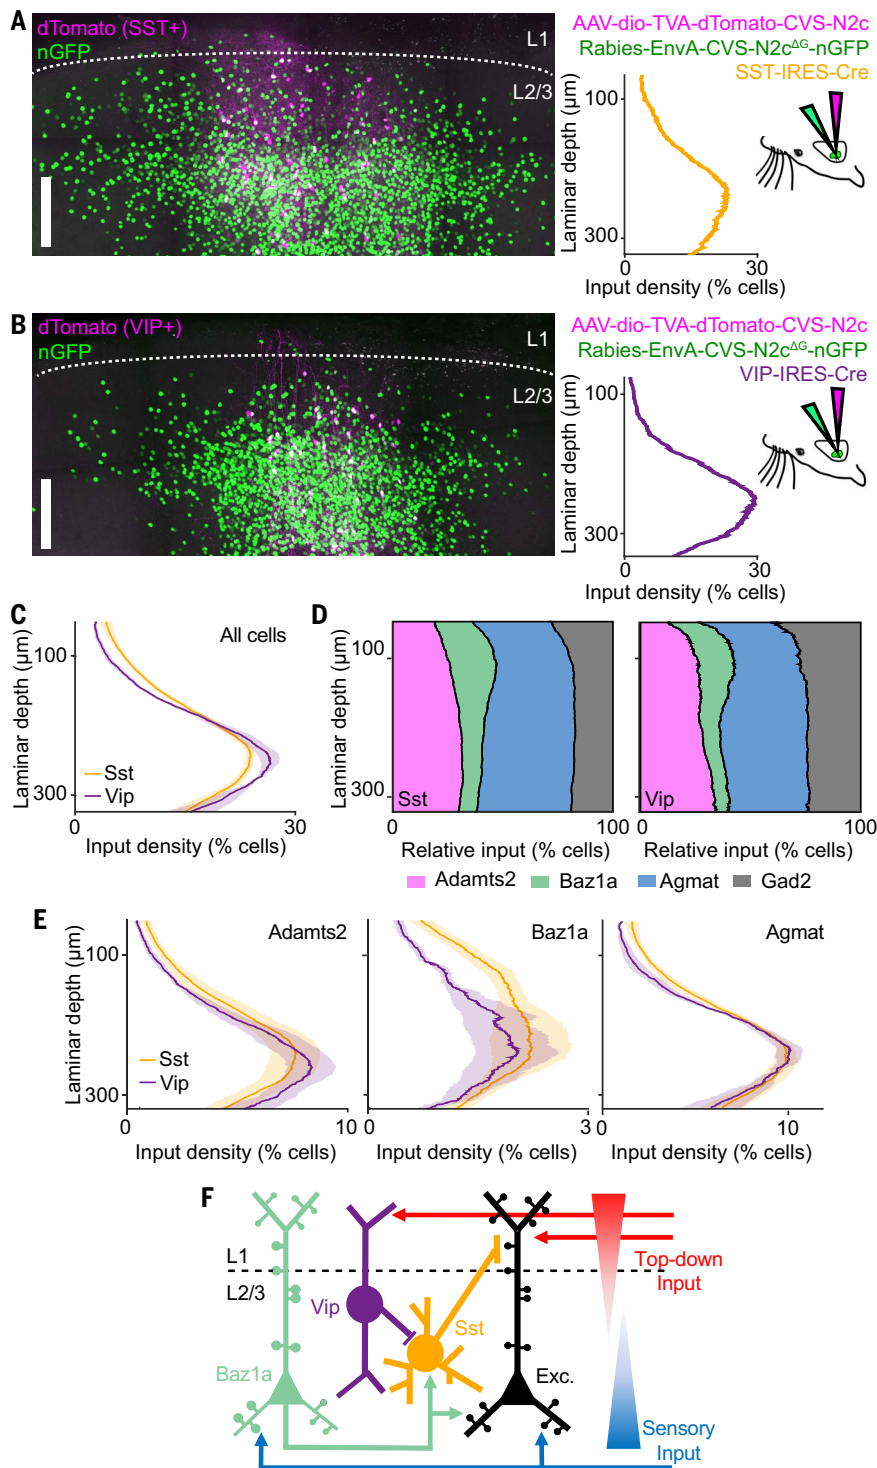 A
dTomato (SST+)
nGFP
L1
L2/3
AAV-dio-TVA-dTomato-CVS-N2c
Rabies-EnvA-CVS-N2cΔG-nGFP
SST-IRES-Cre
Laminar depth (µm)
100
300
0
30
Input density (% cells)
B
dTomato (VIP+)
nGFP
L1
L2/3
AAV-dio-TVA-dTomato-CVS-N2c
Rabies-EnvA-CVS-N2cΔG-nGFP
VIP-IRES-Cre
Laminar depth (µm)
100
300
0
30
Input density (% cells)
C
All cells
Laminar depth (µm)
100
300
Sst
Vip
0
30
Input density (% cells)
D
Laminar depth (µm)
100
300
Sst
0
100
Relative input (% cells)
Vip
0
100
Relative input (% cells)
Adamts2
Baz1a
Agmat
Gad2
E
Laminar depth (µm)
100
300
Adamts2
Sst
Vip
0
10
Input density (% cells)
Baz1a
0
3
Input density (% cells)
Agmat
0
10
Input density (% cells)
F
L1
L2/3
Baz1a
Vip
Sst
Exc.
Top-down
Input
Sensory
Input